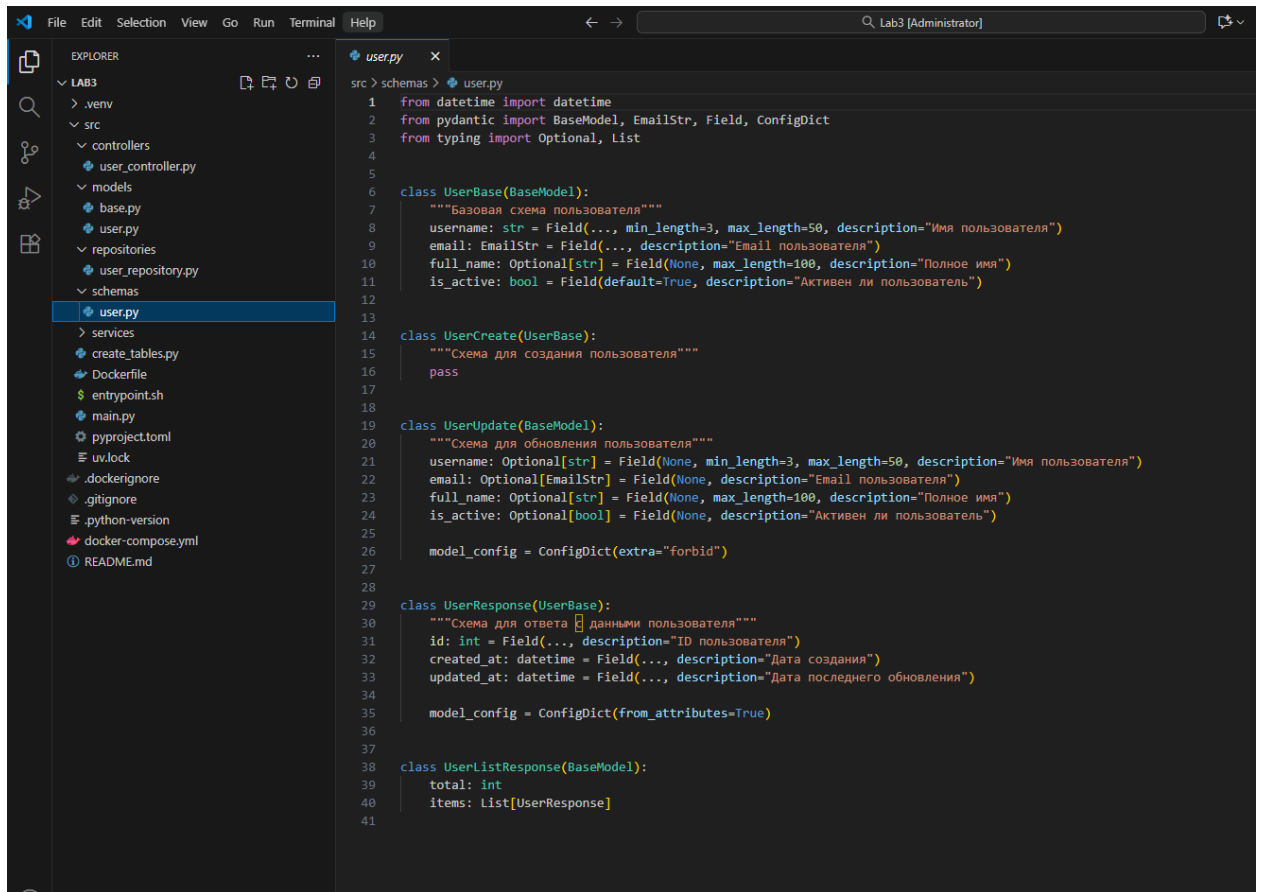 File Edit Selection View Go Run Terminal Help
Lab3 [Administrator]
EXPLORER
LAB3
.venv
src
controllers
user_controller.py
models
base.py
user.py
repositories
user_repository.py
schemas
user.py
services
create_tables.py
Dockerfile
$ entrypoint.sh
main.py
pyproject.toml
uv.lock
.dockerignore
.gitignore
.python-version
docker-compose.yml
README.md
user.py
src > schemas > user.py
1 from datetime import datetime
2 from pydantic import BaseModel, EmailStr, Field, ConfigDict
3 from typing import Optional, List
4
5
6 class UserBase(BaseModel):
7     """Базовая схема пользователя"""
8     username: str = Field(..., min_length=3, max_length=50, description="Имя пользователя")
9     email: EmailStr = Field(..., description="Email пользователя")
10     full_name: Optional[str] = Field(None, max_length=100, description="Полное имя")
11     is_active: bool = Field(default=True, description="Активен ли пользователь")
12
13
14 class UserCreate(UserBase):
15     """Схема для создания пользователя"""
16     pass
17
18
19 class UserUpdate(BaseModel):
20     """Схема для обновления пользователя"""
21     username: Optional[str] = Field(None, min_length=3, max_length=50, description="Имя пользователя")
22     email: Optional[EmailStr] = Field(None, description="Email пользователя")
23     full_name: Optional[str] = Field(None, max_length=100, description="Полное имя")
24     is_active: Optional[bool] = Field(None, description="Активен ли пользователь")
25
26     model_config = ConfigDict(extra="forbid")
27
28
29 class UserResponse(UserBase):
30     """Схема для ответа с данными пользователя"""
31     id: int = Field(..., description="ID пользователя")
32     created_at: datetime = Field(..., description="Дата создания")
33     updated_at: datetime = Field(..., description="Дата последнего обновления")
34
35     model_config = ConfigDict(from_attributes=True)
36
37
38 class UserListResponse(BaseModel):
39     total: int
40     items: List[UserResponse]
41